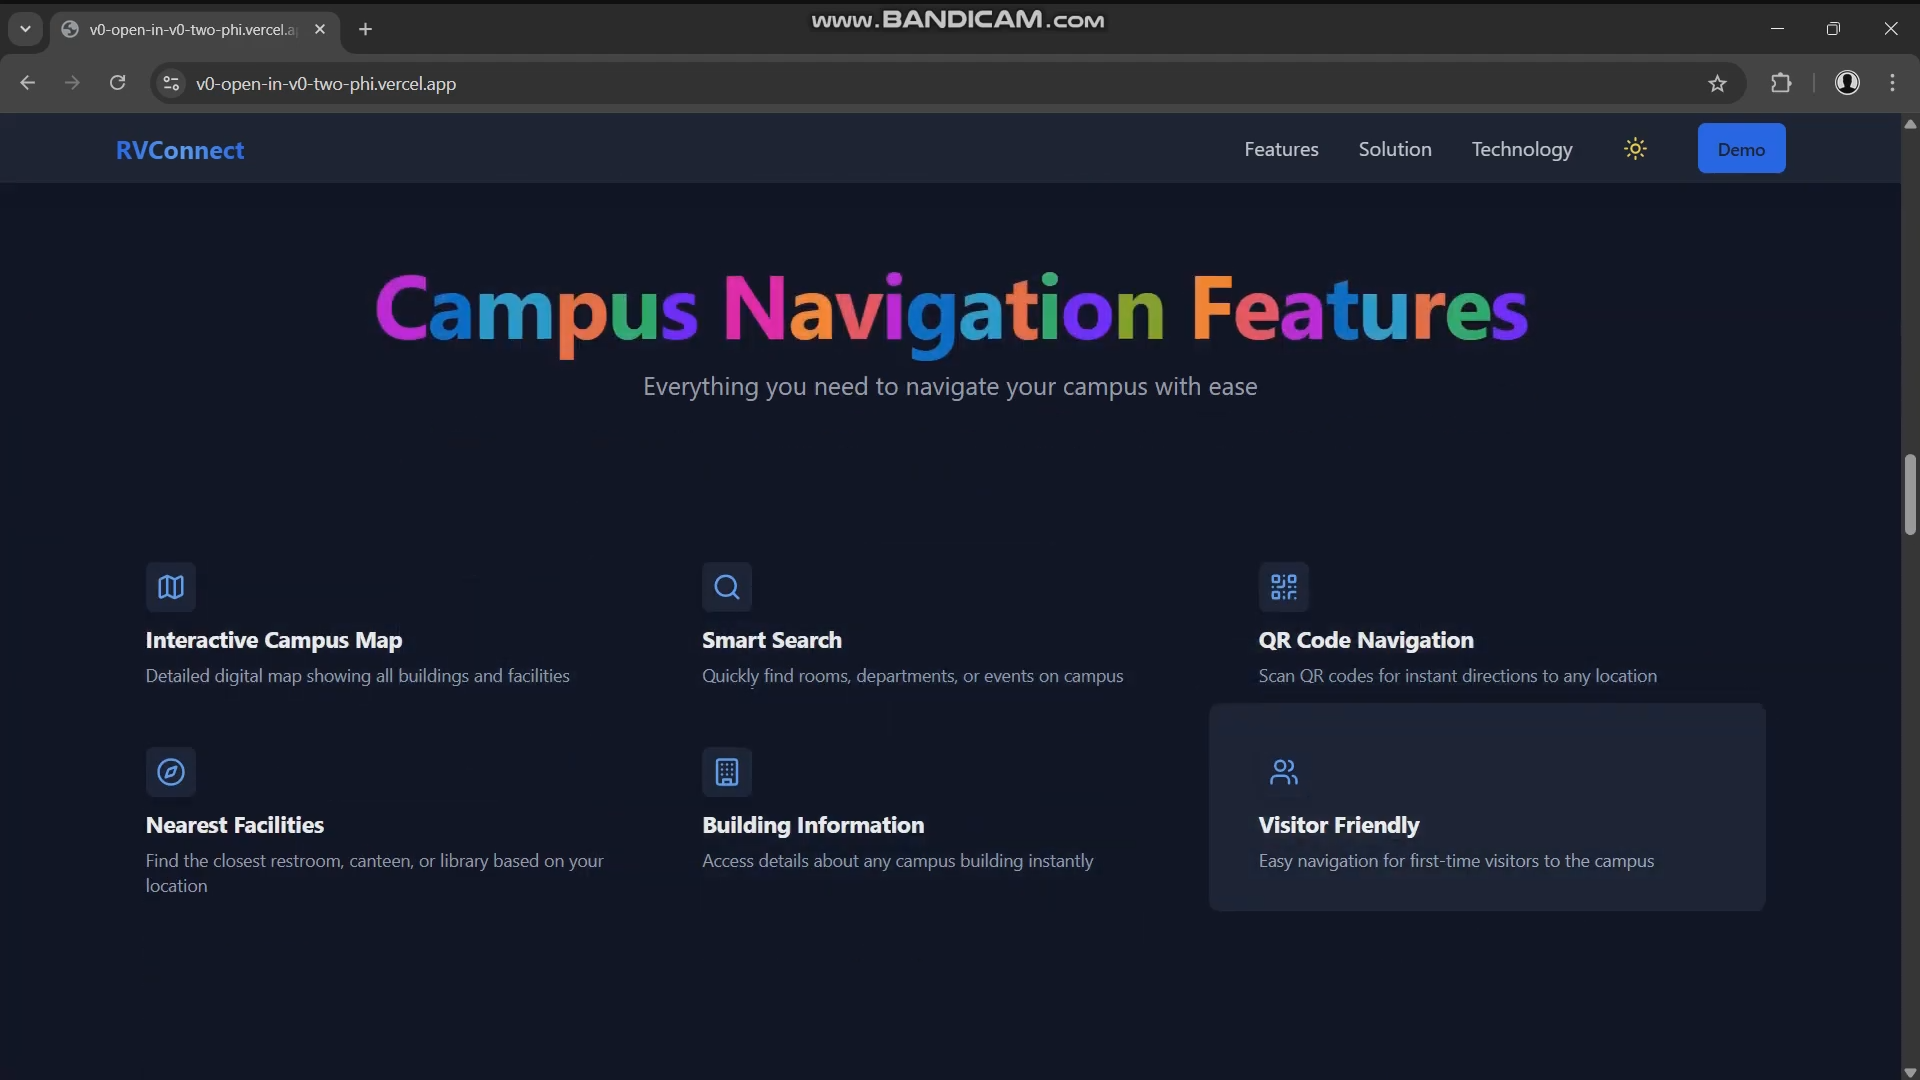 www.BANDICAM.com
v0-open-in-v0-two-phi.vercel.a
v0-open-in-v0-two-phi.vercel.app
RVConnect
Features
Solution
Technology
Demo
Campus Navigation Features
Everything you need to navigate your campus with ease
Interactive Campus Map
Detailed digital map showing all buildings and facilities
Smart Search
Quickly find rooms, departments, or events on campus
QR Code Navigation
Scan QR codes for instant directions to any location
Nearest Facilities
Find the closest restroom, canteen, or library based on your
location
Building Information
Access details about any campus building instantly
Visitor Friendly
Easy navigation for first-time visitors to the campus